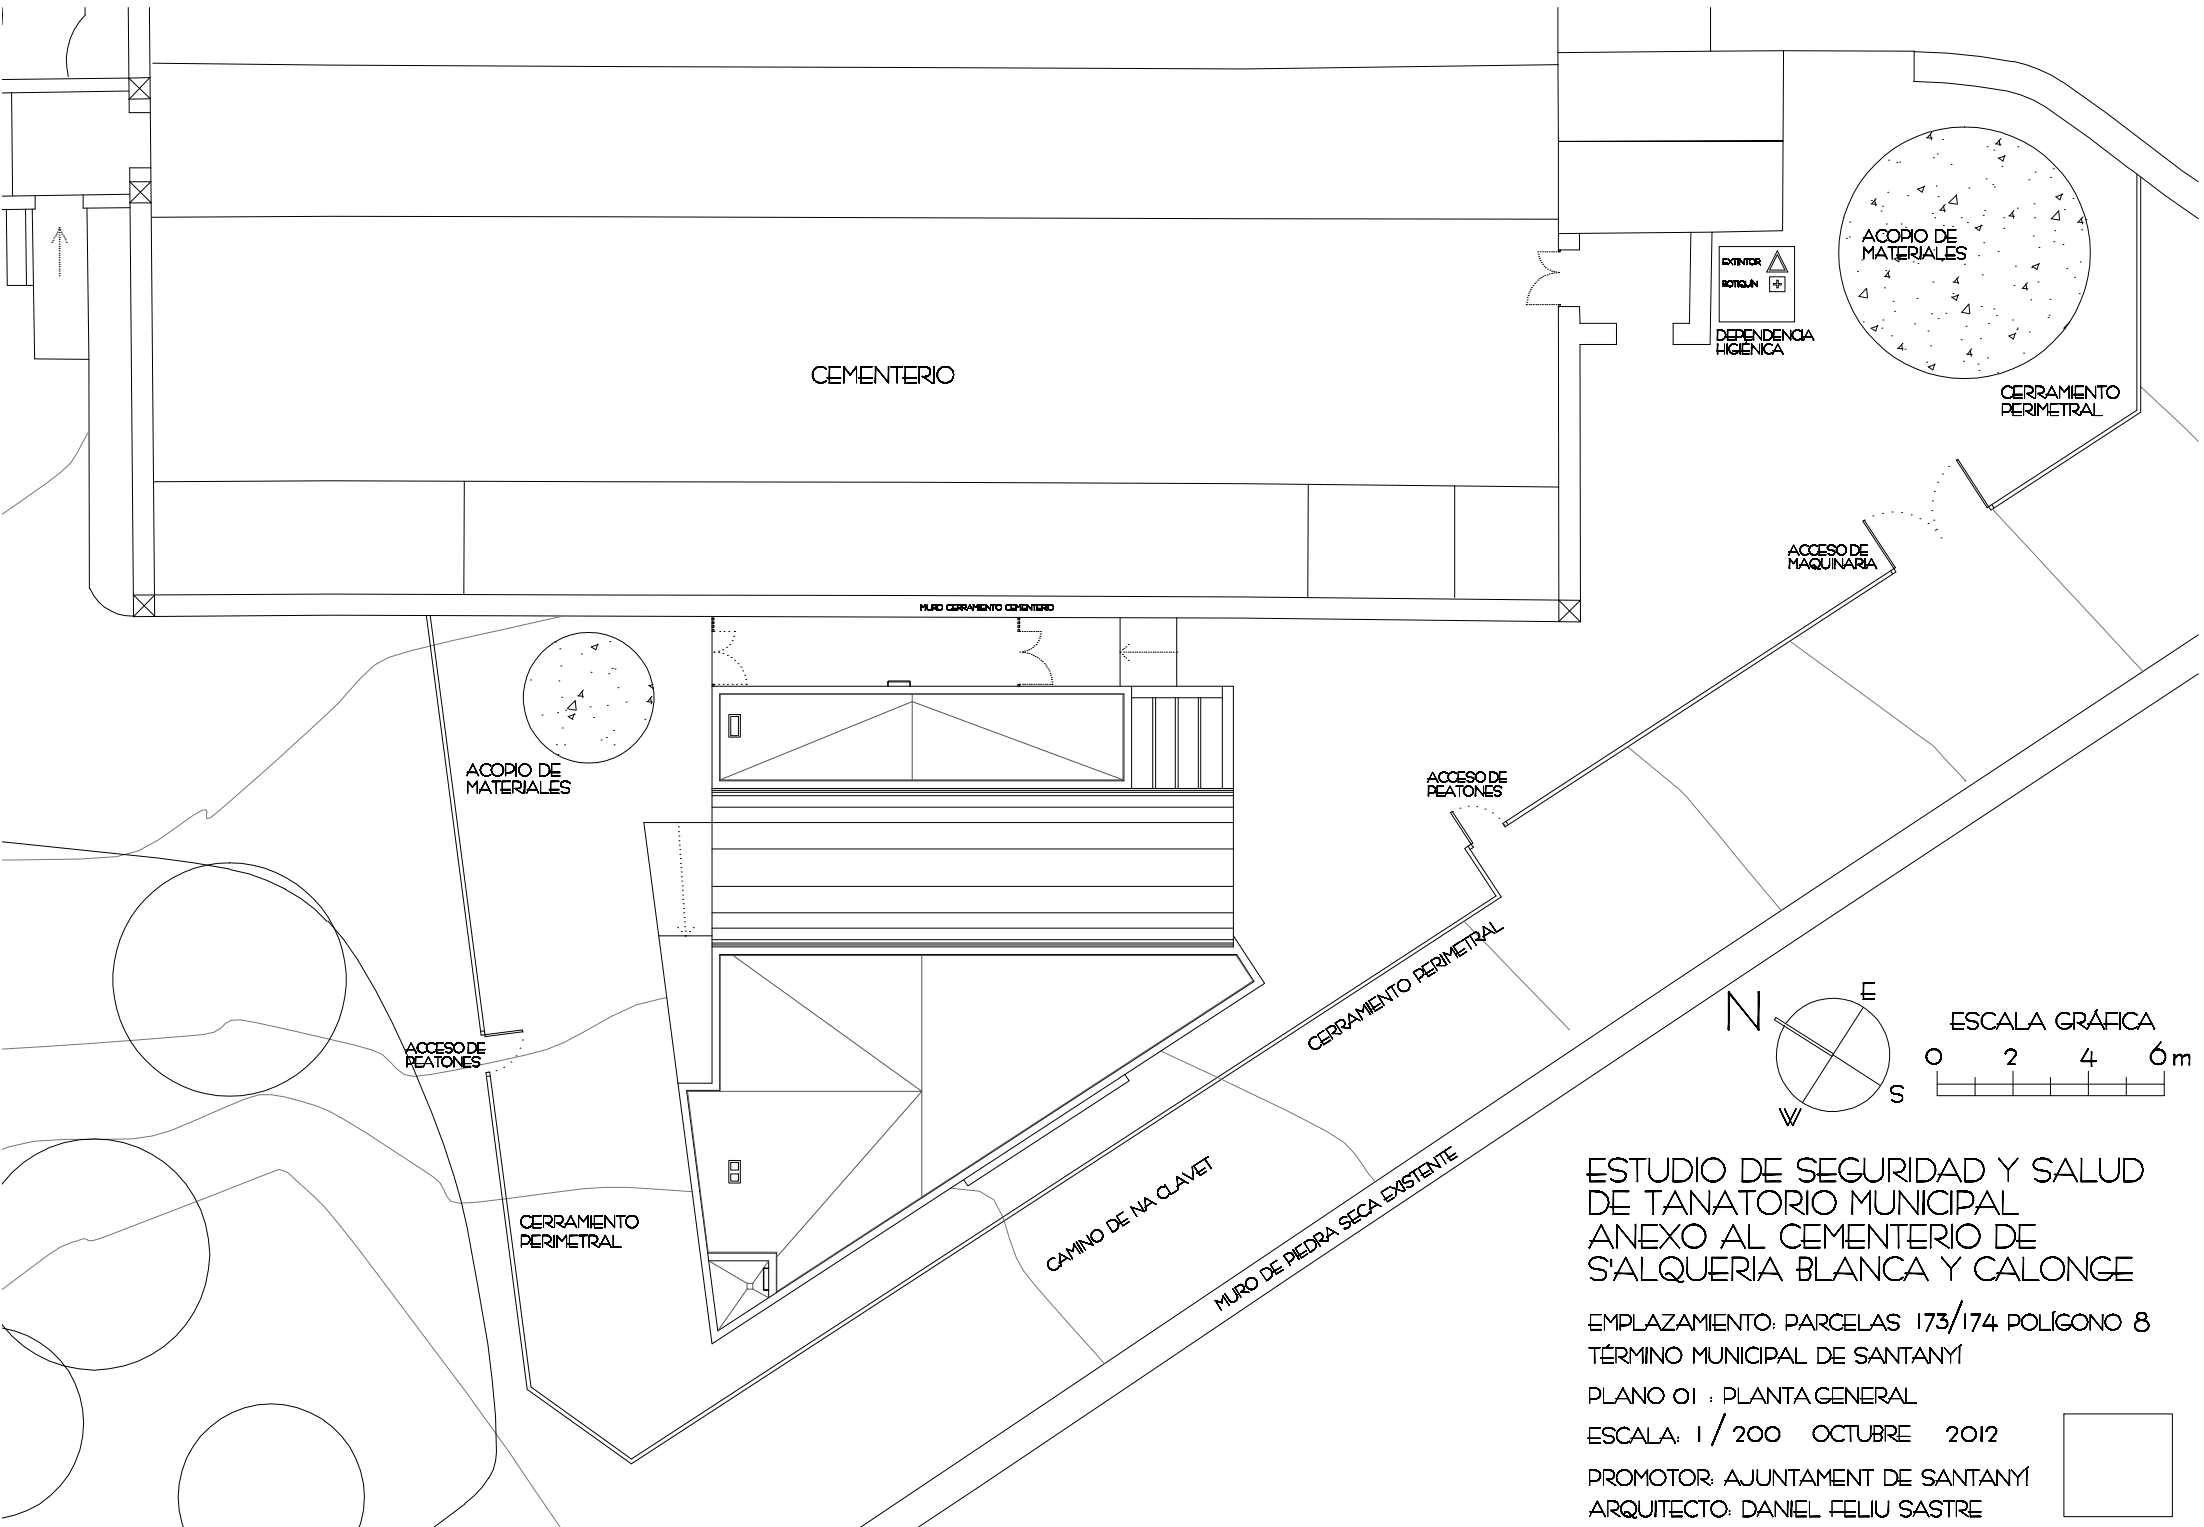 ACOPIO DE
MATERIALES
EXTINTOR
BOTIQUÍN
DEPENDENCIA
HIGIÉNICA
CEMENTERIO
CERRAMIENTO
PERIMETRAL
ACCESO DE
MAQUINARIA
MURO CERRAMIENTO CEMENTERIO
ACOPIO DE
MATERIALES
ACCESO DE
PEATONES
CERRAMIENTO PERIMETRAL
ACCESO DE
PEATONES
CERRAMIENTO
PERIMETRAL
CAMINO DE NA CLAVET
MURO DE PIEDRA SECA EXISTENTE
N
E
S
W
ESCALA GRÁFICA
0 2 4 6 m
ESTUDIO DE SEGURIDAD Y SALUD
DE TANATORIO MUNICIPAL
ANEXO AL CEMENTERIO DE
S'ALQUERIA BLANCA Y CALONGE
EMPLAZAMIENTO: PARCELAS 173/174 POLÍGONO 8
TÉRMINO MUNICIPAL DE SANTANYÍ
PLANO 01 : PLANTA GENERAL
ESCALA: 1 / 200 OCTUBRE 2012
PROMOTOR: AJUNTAMENT DE SANTANYÍ
ARQUITECTO: DANIEL FELIU SASTRE